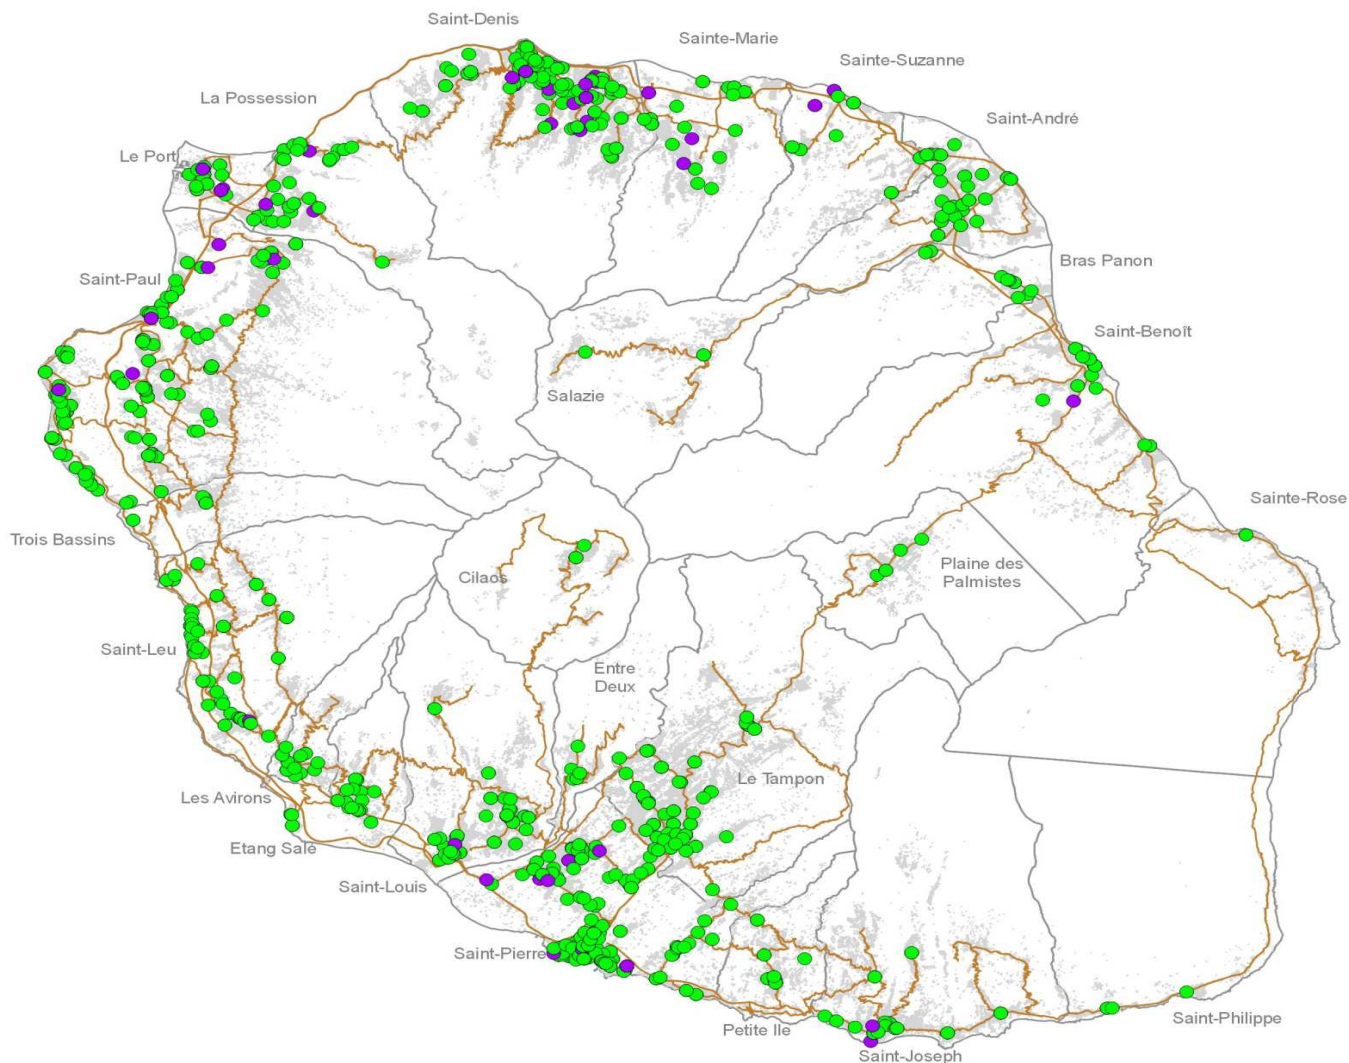 Saint-Denis
Sainte-Marie
Sainte-Suzanne
La Possession
Saint-André
Le Port
Saint-Paul
Bras Panon
Saint-Benoît
Salazie
Sainte-Rose
Trois Bassins
Cilaos
Plaine des
Palmistes
Saint-Leu
Entre
Deux
Le Tampon
Les Avirons
Etang Salé
Saint-Louis
Saint-Pierre
Petite Ile
Saint-Philippe
Saint-Joseph